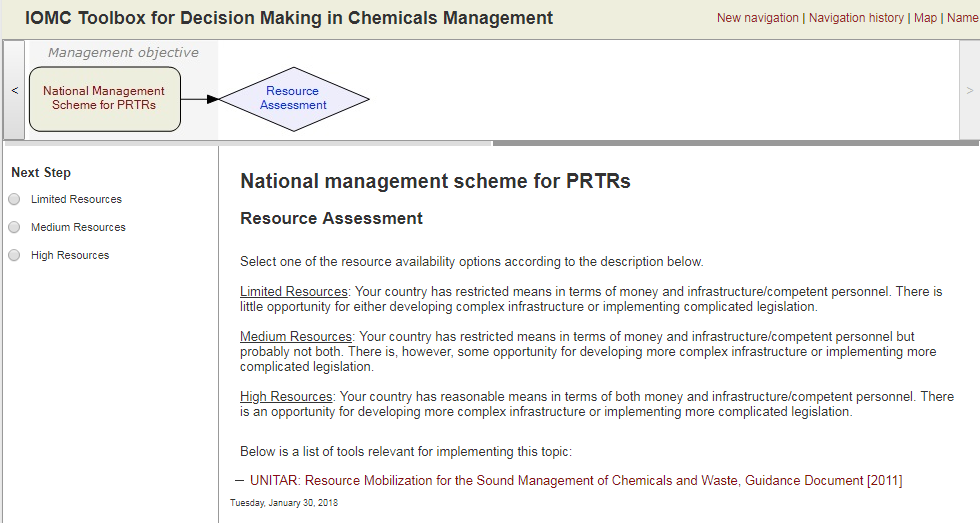 IOMC Toolbox for Decision Making in Chemicals Management
New navigation | Navigation history | Map | Name
Management objective
<
National Management
Scheme for PRTRs
Resource
Assessment
>
Next Step
Limited Resources
Medium Resources
High Resources
National management scheme for PRTRs
Resource Assessment
Select one of the resource availability options according to the description below.
Limited Resources: Your country has restricted means in terms of money and infrastructure/competent personnel. There is
little opportunity for either developing complex infrastructure or implementing complicated legislation.
Medium Resources: Your country has restricted means in terms of money and infrastructure/competent personnel but
probably not both. There is, however, some opportunity for developing more complex infrastructure or implementing more
complicated legislation.
High Resources: Your country has reasonable means in terms of both money and infrastructure/competent personnel. There
is an opportunity for developing more complex infrastructure or implementing more complicated legislation.
Below is a list of tools relevant for implementing this topic:
– UNITAR: Resource Mobilization for the Sound Management of Chemicals and Waste, Guidance Document [2011]
Tuesday, January 30, 2018